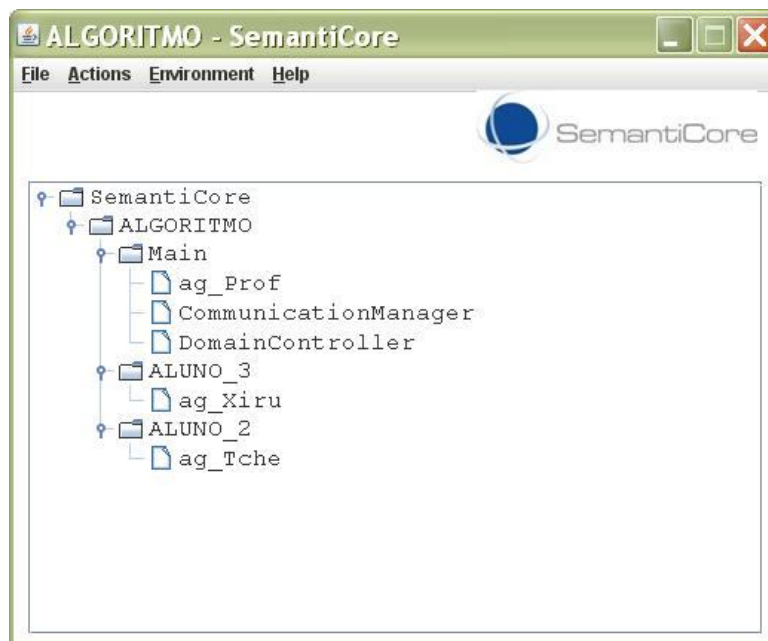 ALGORITMO - SemantiCore
File Actions Environment Help
SemantiCore
SemantiCore
ALGORITMO
Main
ag_Prof
CommunicationManager
DomainController
ALUNO_3
ag_Xiru
ALUNO_2
ag_Tche